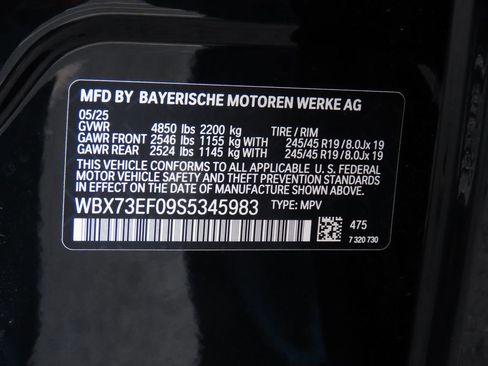 MFD BY BAYERISCHE MOTOREN WERKE AG
05/25
GVWR 4850 lbs 2200 kg TIRE / RIM
GAWR FRONT 2546 lbs 1155 kg WITH 245/45 R19 / 8.0Jx 19
GAWR REAR 2524 lbs 1145 kg WITH 245/45 R19 / 8.0Jx 19
THIS VEHICLE CONFORMS TO ALL APPLICABLE U. S. FEDERAL
MOTOR VEHICLE SAFETY AND THEFT PREVENTION STANDARDS
IN EFFECT ON THE DATE OF MANUFACTURE SHOWN ABOVE.
WBX73EF09S5345983 TYPE: MPV
475
7 320 730